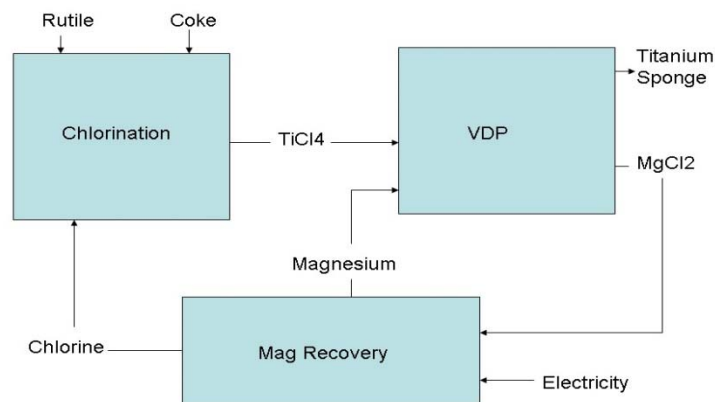 Rutile
Coke
Titanium
Sponge
Chlorination
TiCl4
VDP
MgCl2
Magnesium
Chlorine
Mag Recovery
Electricity